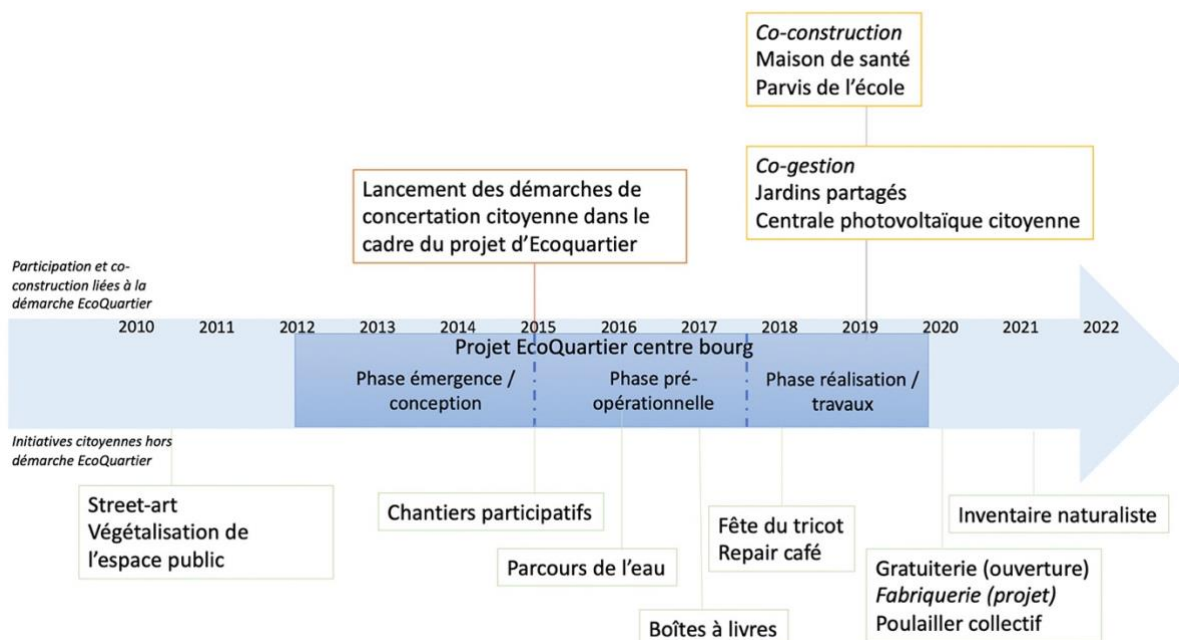 Co-construction
Maison de santé
Parvis de l'école
Co-gestion
Jardins partagés
Centrale photovoltaïque citoyenne
Lancement des démarches de
concertation citoyenne dans le
cadre du projet d'Ecoquartier
Participation et co-
construction liées à la
démarche EcoQuartier
2010 2011 2012 2013 2014 2015 2016 2017 2018 2019 2020 2021 2022
Projet EcoQuartier centre bourg
Phase émergence /
conception
Phase pré-
opérationnelle
Phase réalisation /
travaux
Initiatives citoyennes hors
démarche EcoQuartier
Street-art
Végétalisation de
l'espace public
Chantiers participatifs
Parcours de l'eau
Boîtes à livres
Fête du tricot
Repair café
Gratuiterie (ouverture)
Fabriquerie (projet)
Poulailler collectif
Inventaire naturaliste